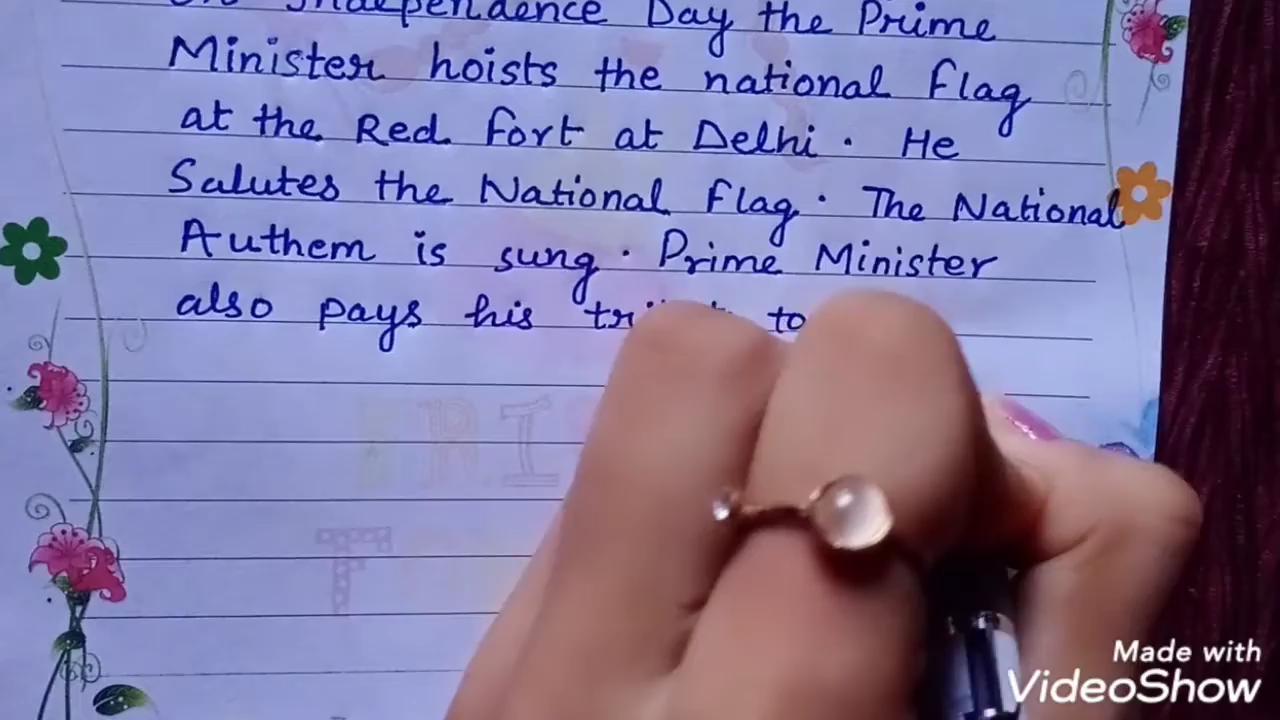 Independence Day the Prime
Minister hoists the national flag
at the Red fort at Delhi. He
Salutes the National flag. The National
Authem is sung. Prime Minister
also pays his to
Made with
VideoShow